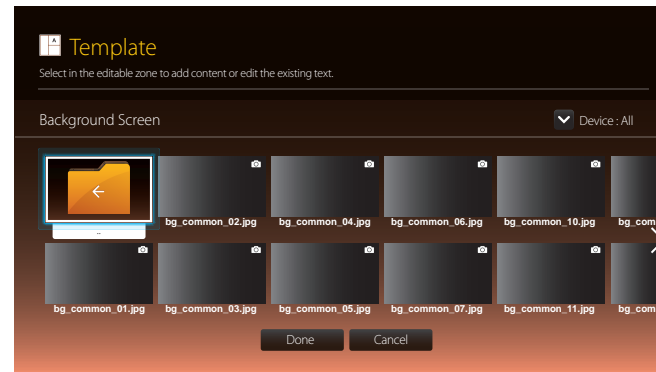 A
Template
Select in the editable zone to add content or edit the existing text.
Background Screen
Device : All
..
bg_common_02.jpg bg_common_04.jpg bg_common_06.jpg bg_common_10.jpg bg_com
bg_common_01.jpg bg_common_03.jpg bg_common_05.jpg bg_common_07.jpg bg_common_11.jpg bg_com
Done Cancel